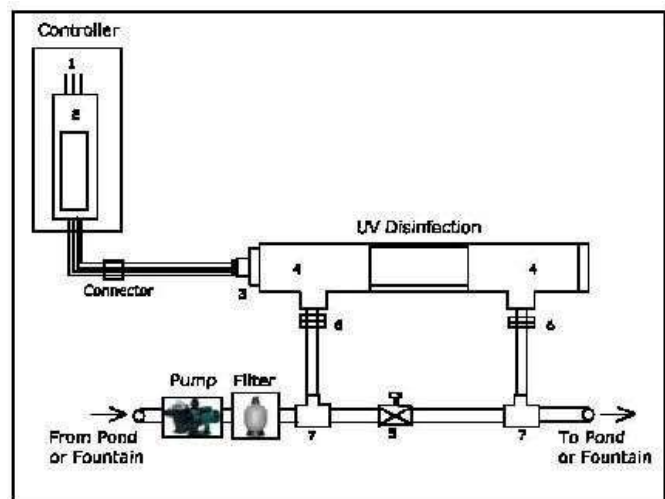 Controller
1
UV Disinfection
4
4
Connector
3
6
6
Pump
Filter
7
5
7
From Pond
or Fountain
To Pond
or Fountain